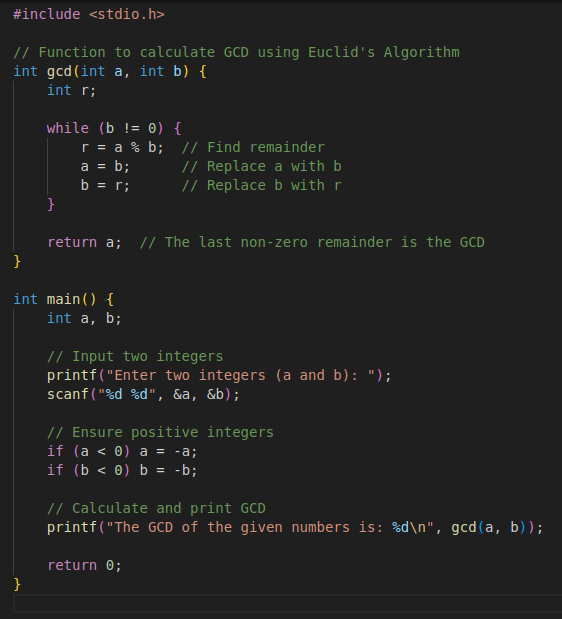 #include <stdio.h>

// Function to calculate GCD using Euclid's Algorithm
int gcd(int a, int b) {
    int r;

    while (b != 0) {
        r = a % b;  // Find remainder
        a = b;      // Replace a with b
        b = r;      // Replace b with r
    }

    return a;  // The last non-zero remainder is the GCD
}

int main() {
    int a, b;

    // Input two integers
    printf("Enter two integers (a and b): ");
    scanf("%d %d", &a, &b);

    // Ensure positive integers
    if (a < 0) a = -a;
    if (b < 0) b = -b;

    // Calculate and print GCD
    printf("The GCD of the given numbers is: %d\n", gcd(a, b));

    return 0;
}